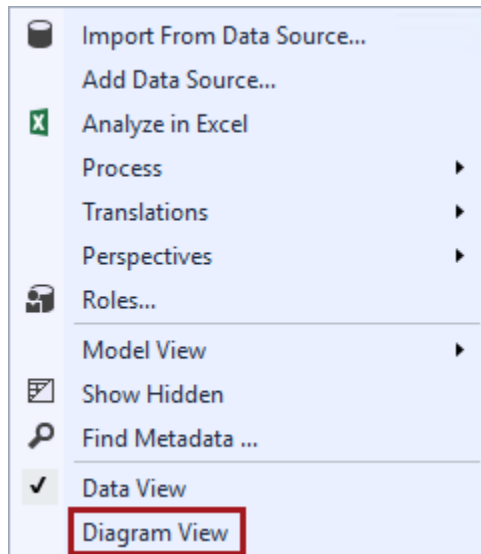 Import From Data Source...
Add Data Source...
Analyze in Excel
Process
Translations
Perspectives
Roles...
Model View
Show Hidden
Find Metadata ...
Data View
Diagram View